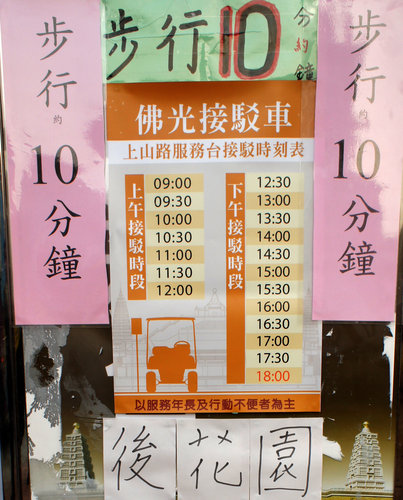 步行約10分鐘
步行10分鐘約
步行約10分鐘
佛光接駁車
上山路服務台接駁時刻表
上午接駁時段
09:00
09:30
10:00
10:30
11:00
11:30
12:00
下午接駁時段
12:30
13:00
13:30
14:00
14:30
15:00
15:30
16:00
16:30
17:00
17:30
18:00
以服務年長及行動不便者為主
後花園